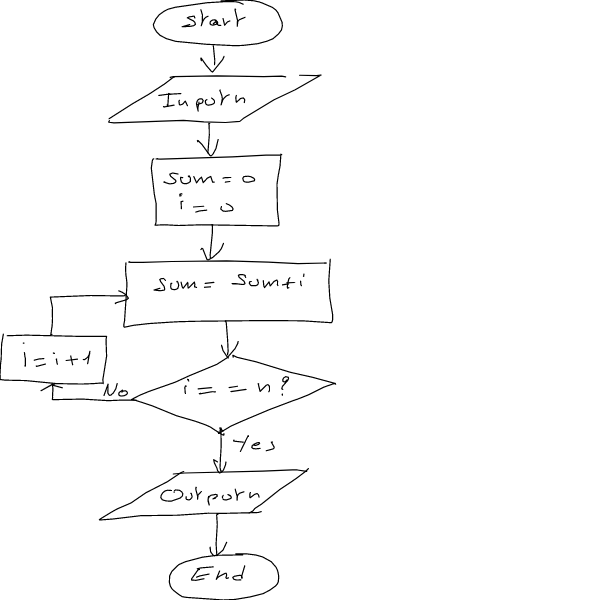 Start
Input n
sum = 0
i = 0
sum = sum+i
i = i+1
No
i == n?
Yes
Output n
End